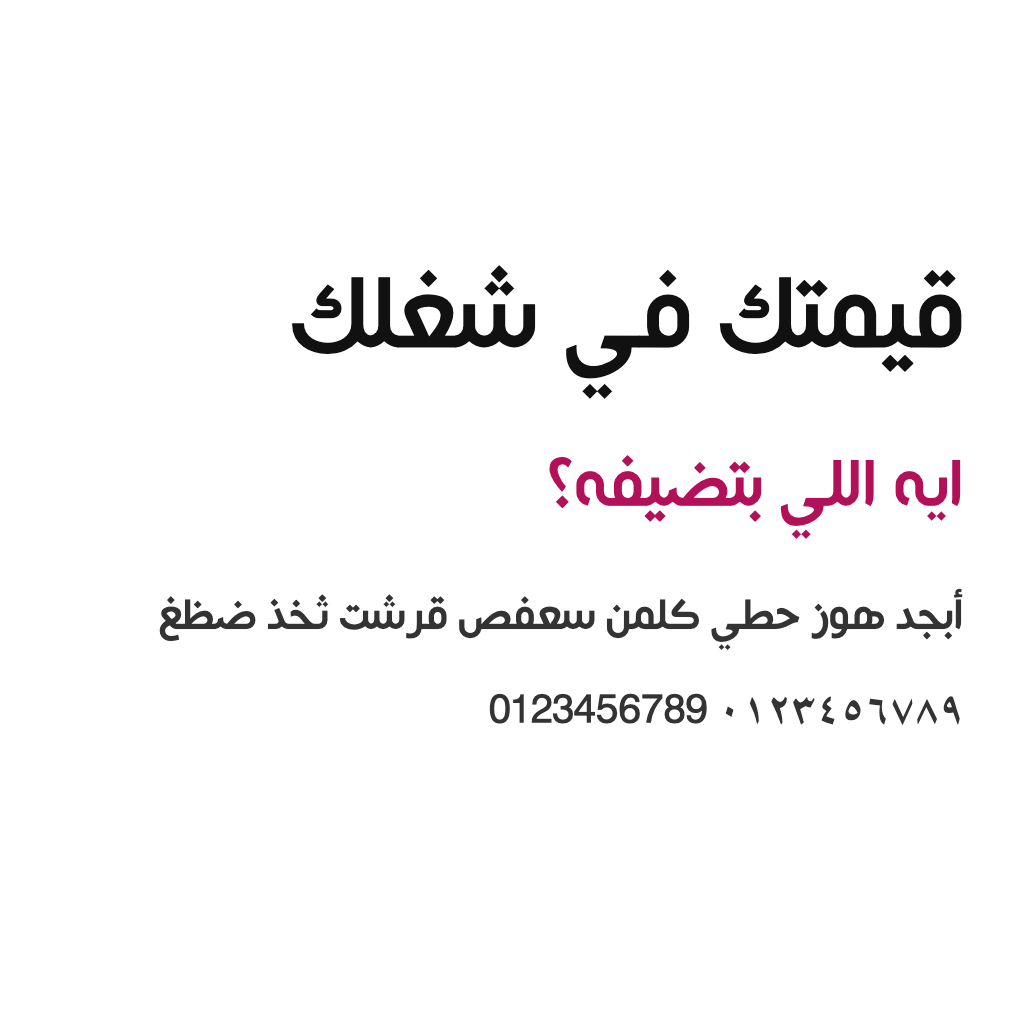 قيمتك في شغلك
ايه اللي بتضيفه؟
أبجد هوز حطي كلمن سعفص قرشت ثخذ ضظغ
0123456789 ٠١٢٣٤٥٦٧٨٩